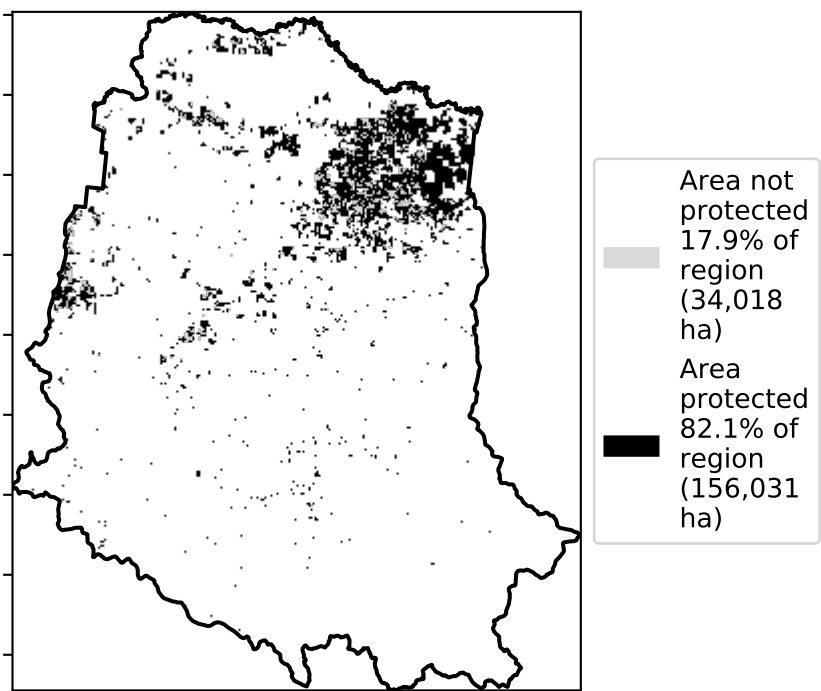 Area not
protected
17.9% of
region
(34,018
ha)
Area
protected
82.1% of
region
(156,031
ha)